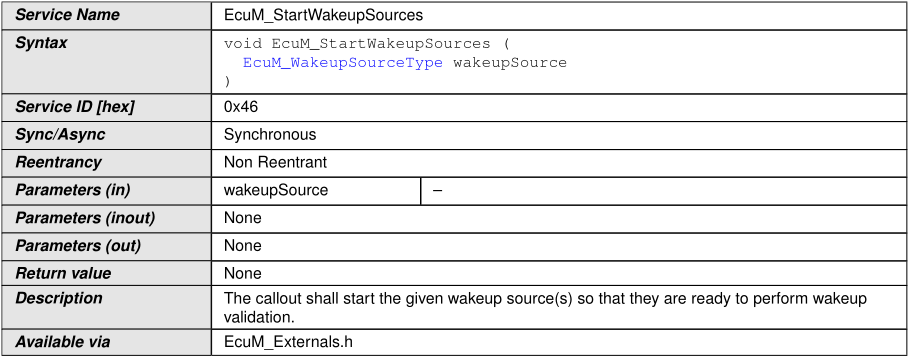 Service Name EcuM_StartWakeupSources
Syntax void EcuM_StartWakeupSources (
EcuM_WakeupSourceType wakeupSource
)
Service ID [hex] 0x46
Sync/Async Synchronous
Reentrancy Non Reentrant
Parameters (in) wakeupSource –
Parameters (inout) None
Parameters (out) None
Return value None
Description The callout shall start the given wakeup source(s) so that they are ready to perform wakeup
validation.
Available via EcuM_Externals.h